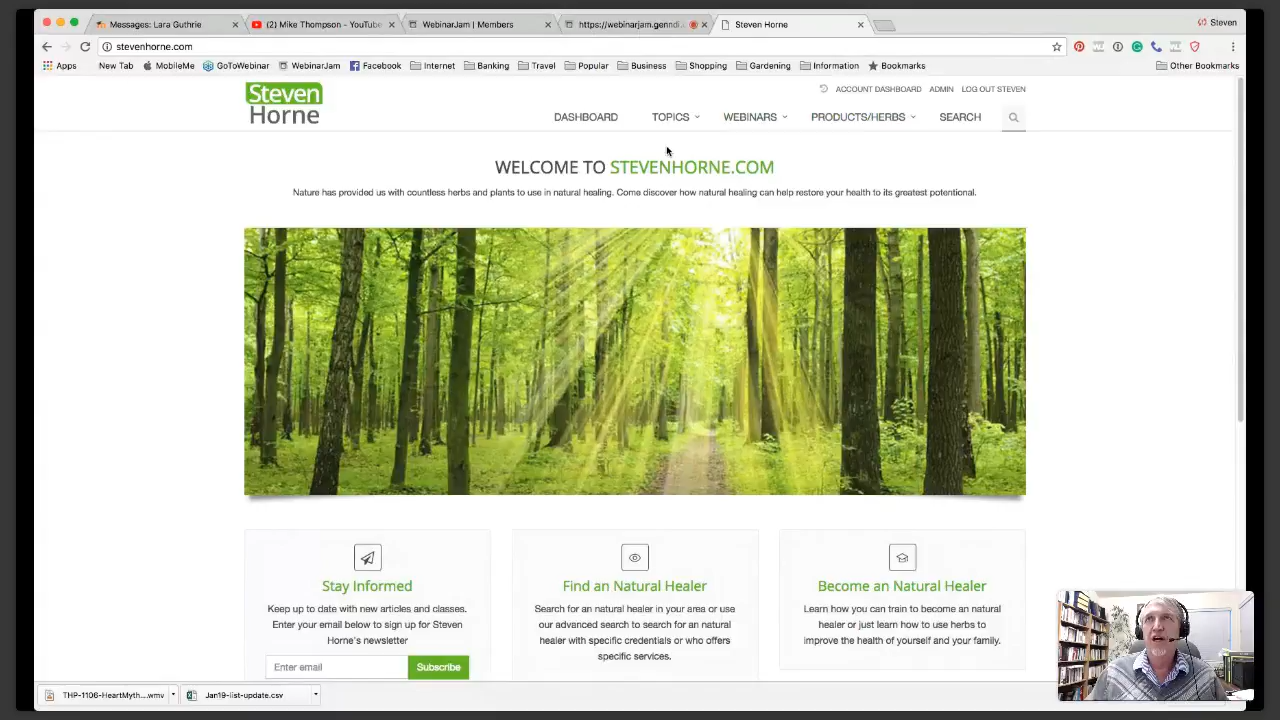 Messages: Lara Guthrie
(2) Mike Thompson - YouTube
WebinarJam | Members
https://webinarjam.genndi.c
Steven Horne
Steven
stevenhorne.com
Apps
New Tab
MobileMe
GoToWebinar
WebinarJam
Facebook
Internet
Banking
Travel
Popular
Business
Shopping
Gardening
Information
Bookmarks
Other Bookmarks
Steven
Horne
ACCOUNT DASHBOARD ADMIN LOG OUT STEVEN
DASHBOARD TOPICS WEBINARS PRODUCTS/HERBS SEARCH
WELCOME TO STEVENHORNE.COM
Nature has provided us with countless herbs and plants to use in natural healing. Come discover how natural healing can help restore your health to its greatest potential.
Stay Informed
Keep up to date with new articles and classes.
Enter your email below to sign up for Steven
Horne's newsletter
Enter email
Subscribe
Find an Natural Healer
Search for an natural healer in your area or use
our advanced search to search for an natural
healer with specific credentials or who offers
specific services.
Become an Natural Healer
Learn how you can train to become an natural
healer or just learn how to use herbs to
improve the health of yourself and your family.
THP-1106-HeartMyth....wmv
Jan19-list-update.csv